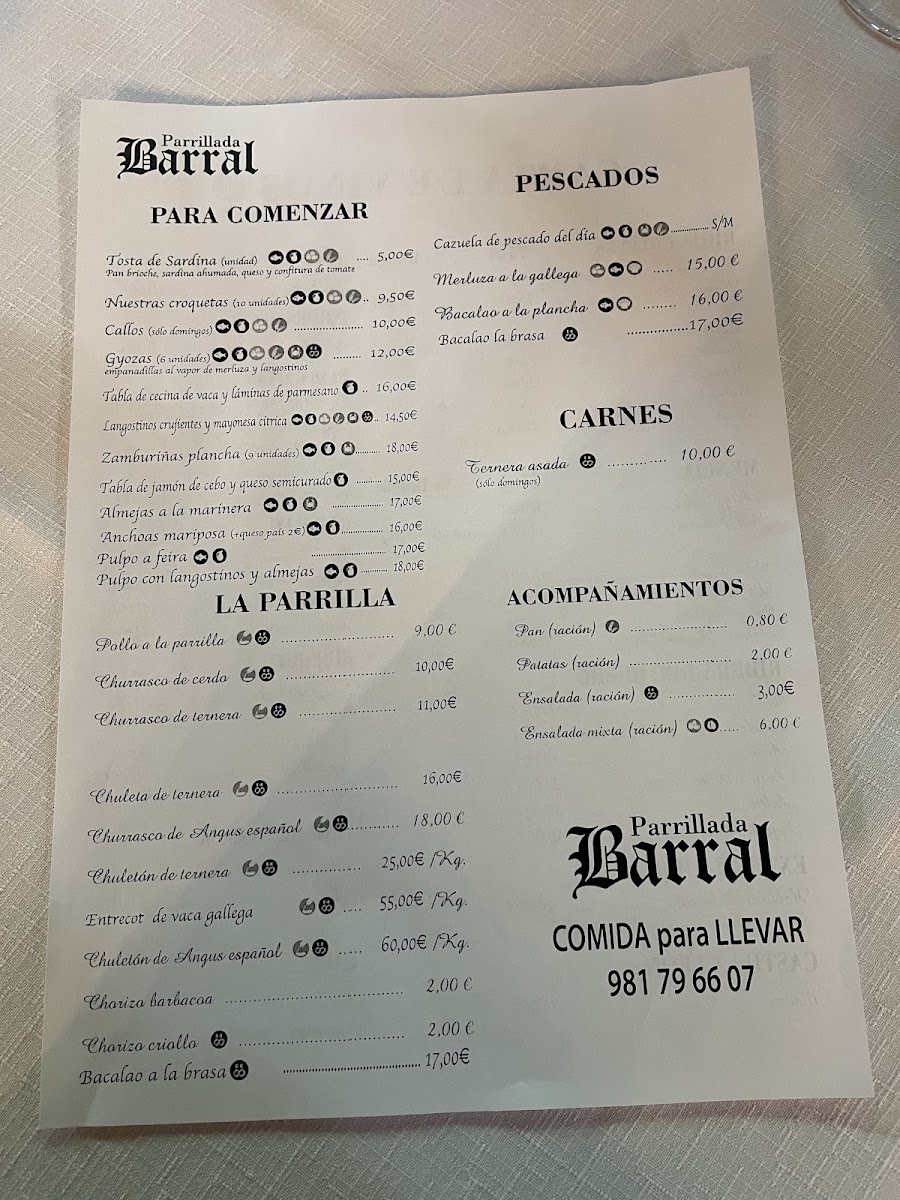 Parrillada
Barral
PARA COMENZAR
Tosta de Sardina (unidad) .... 5,00€
Pan brioche, sardina ahumada, queso y confitura de tomate
Nuestras croquetas (10 unidades) .. 9,50€
Callos (sólo domingos) ........................ 10,00€
Gyozas (6 unidades) ......... 12,00€
empanadillas al vapor de merluza y langostinos
Tabla de cecina de vaca y láminas de parmesano .. 16,00€
Langostinos crujientes y mayonesa cítrica .. 14,50€
Zamburiñas plancha (9 unidades) .......... 18,00€
Tabla de jamón de cebo y queso semicurado .......... 15,00€
Almejas a la marinera .................... 17,00€
Anchoas mariposa (+queso país 2€) ................ 16,00€
Pulpo a feira ............................ 17,00€
Pulpo con langostinos y almejas .......... 18,00€
LA PARRILLA
Pollo a la parrilla .......................... 9,00 €
Churrasco de cerdo .......................... 10,00€
Churrasco de ternera ...................... 11,00€
Chuleta de ternera ............................ 16,00€
Churrasco de Angus español ........... 18,00 €
Chuletón de ternera ................ 25,00€ /Kg.
Entrecot de vaca gallega .... 55,00€ /Kg.
Chuletón de Angus español ..... 60,00€ /Kg.
Chorizo barbacoa ......................................... 2,00 €
Chorizo criollo ...................................... 2,00 €
Bacalao a la brasa ............................................. 17,00€
PESCADOS
Cazuela de pescado del día ............... S/M
Merluza a la gallega ..... 15,00 €
Bacalao a la plancha ........ 16,00 €
Bacalao la brasa ................17,00€
CARNES
Ternera asada ............. 10,00 €
(sólo domingos)
ACOMPAÑAMIENTOS
Pan (ración) ...................... 0,80 €
Patatas (ración) ........................ 2,00 €
Ensalada (ración) ............... 3,00€
Ensalada mixta (ración) ..... 6,00 €
Parrillada
Barral
COMIDA para LLEVAR
981 79 66 07